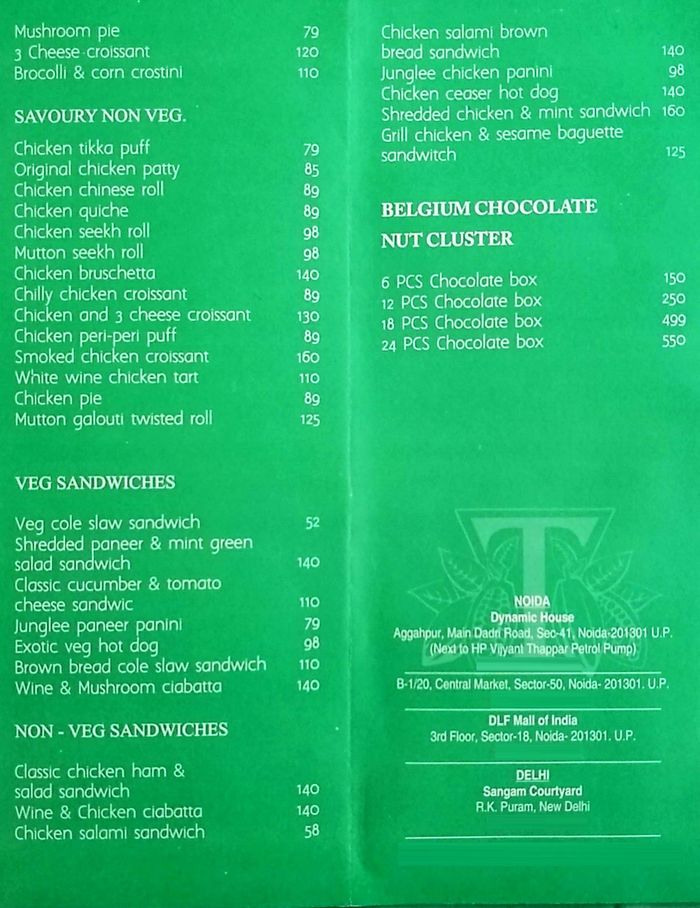 Mushroom pie 79
3 Cheese croissant 120
Brocolli & corn crostini 110
SAVOURY NON VEG.
Chicken tikka puff 79
Original chicken patty 85
Chicken chinese roll 89
Chicken quiche 89
Chicken seekh roll 98
Mutton seekh roll 98
Chicken bruschetta 140
Chilly chicken croissant 89
Chicken and 3 cheese croissant 130
Chicken peri-peri puff 89
Smoked chicken croissant 160
White wine chicken tart 110
Chicken pie 89
Mutton galouti twisted roll 125
VEG SANDWICHES
Veg cole slaw sandwich 52
Shredded paneer & mint green
salad sandwich 140
Classic cucumber & tomato
cheese sandwic 110
Junglee paneer panini 79
Exotic veg hot dog 98
Brown bread cole slaw sandwich 110
Wine & Mushroom ciabatta 140
NON - VEG SANDWICHES
Classic chicken ham &
salad sandwich 140
Wine & Chicken ciabatta 140
Chicken salami sandwich 58
Chicken salami brown
bread sandwich 140
Junglee chicken panini 98
Chicken ceaser hot dog 140
Shredded chicken & mint sandwich 160
Grill chicken & sesame baguette
sandwitch 125
BELGIUM CHOCOLATE
NUT CLUSTER
6 PCS Chocolate box 150
12 PCS Chocolate box 250
18 PCS Chocolate box 499
24 PCS Chocolate box 550
T
NOIDA
Dynamic House
Aggahpur, Main Dadri Road, Sec-41, Noida-201301 U.P.
(Next to HP Vijyant Thappar Petrol Pump)
B-1/20, Central Market, Sector-50, Noida- 201301. U.P.
DLF Mall of India
3rd Floor, Sector-18, Noida- 201301. U.P.
DELHI
Sangam Courtyard
R.K. Puram, New Delhi